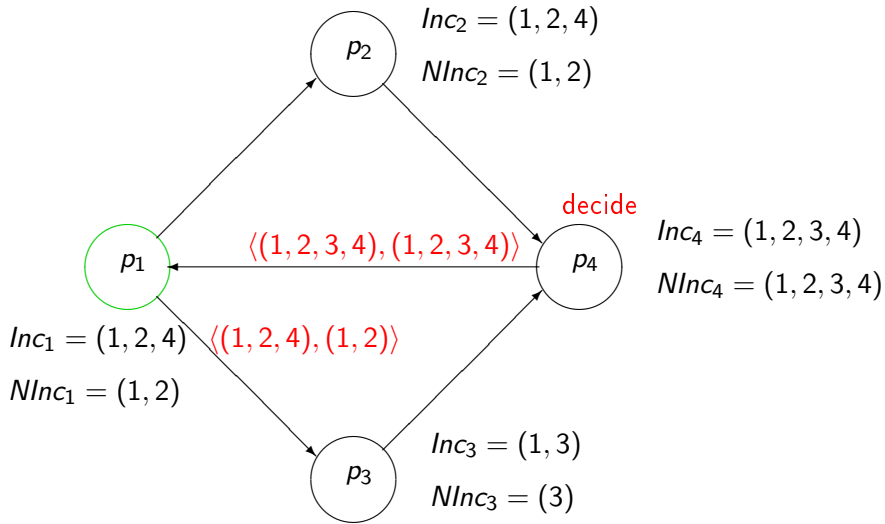 p₂
Inc₂ = (1, 2, 4)
NInc₂ = (1, 2)
decide
p₁
⟨(1, 2, 3, 4), (1, 2, 3, 4)⟩
p₄
Inc₄ = (1, 2, 3, 4)
NInc₄ = (1, 2, 3, 4)
Inc₁ = (1, 2, 4)
⟨(1, 2, 4), (1, 2)⟩
NInc₁ = (1, 2)
p₃
Inc₃ = (1, 3)
NInc₃ = (3)